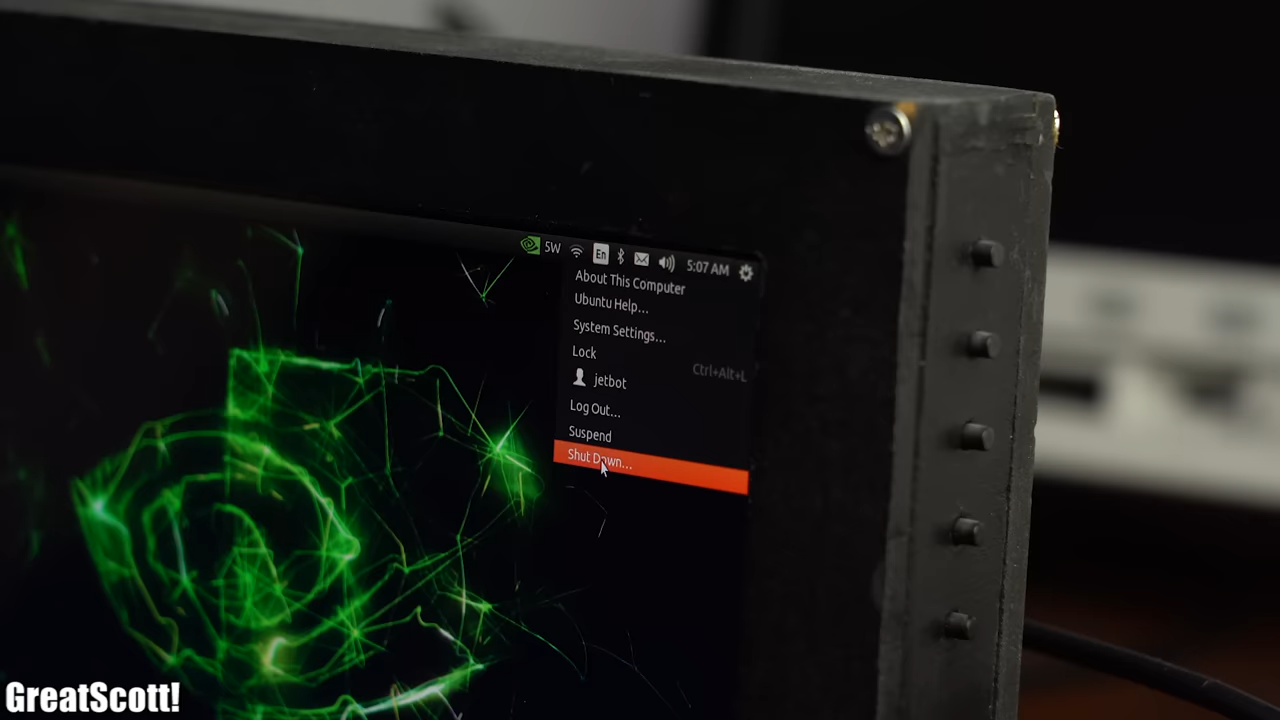 5W En 5:07 AM
About This Computer
Ubuntu Help...
System Settings...
Lock Ctrl+Alt+L
jetbot
Log Out...
Suspend
Shut Down...
GreatScott!